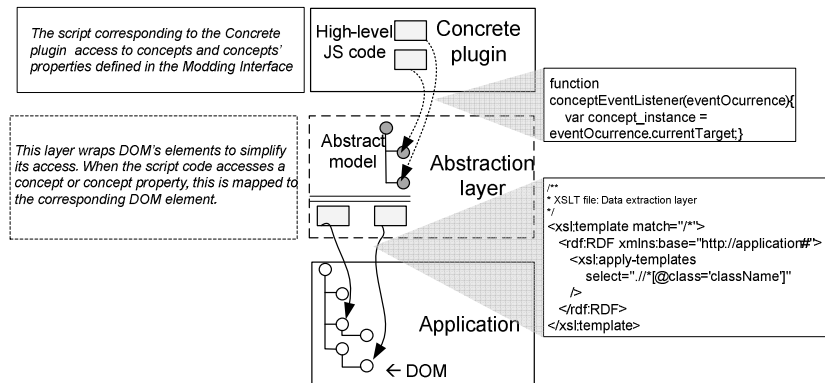 The script corresponding to the Concrete
plugin access to concepts and concepts'
properties defined in the Modding Interface
High-level
JS code
Concrete
plugin
function
conceptEventListener(eventOcurrence){
var concept_instance =
eventOcurrence.currentTarget;}
This layer wraps DOM's elements to simplify
its access. When the script code accesses a
concept or concept property, this is mapped to
the corresponding DOM element.
Abstract
model
Abstraction
layer
/**
* XSLT file: Data extraction layer
*/
<xsl:template match="/*">
<rdf:RDF xmlns:base="http://application#">
<xsl:apply-templates
select=".//*[@class='className']"
/>
</rdf:RDF>
</xsl:template>
Application
← DOM